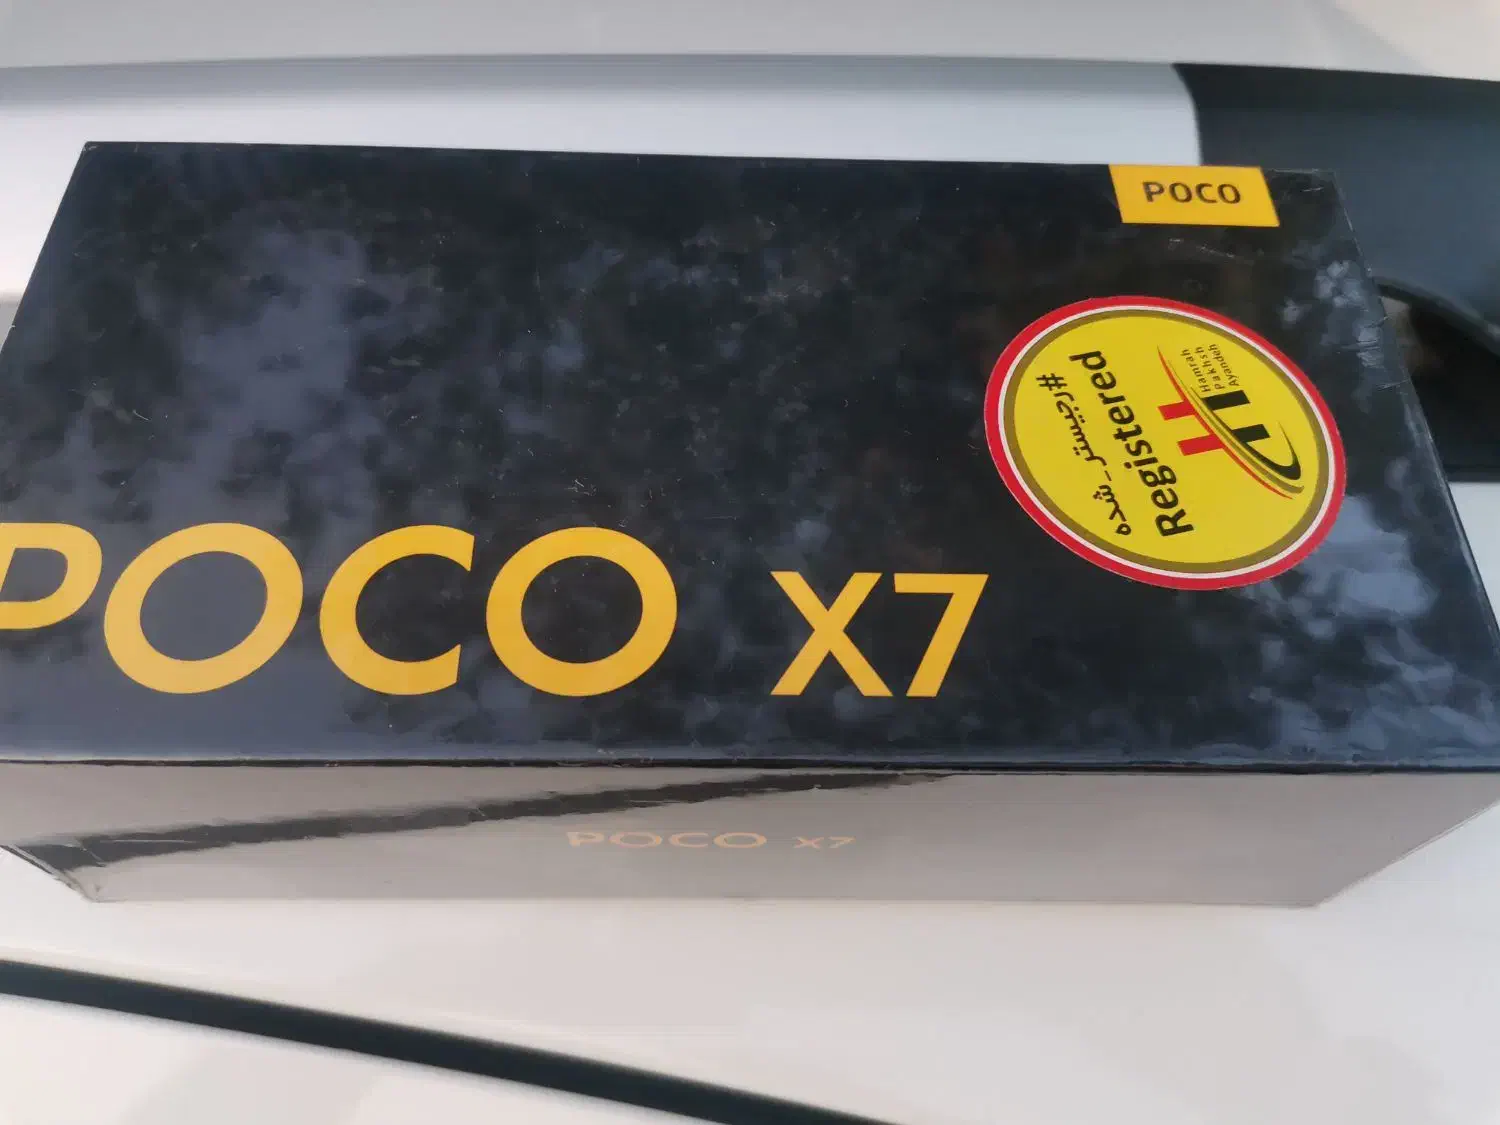 POCO
#رجیستر_شده
Registered
Hamrah
Pakhsh
Ayandeh
POCO X7
POCO X7